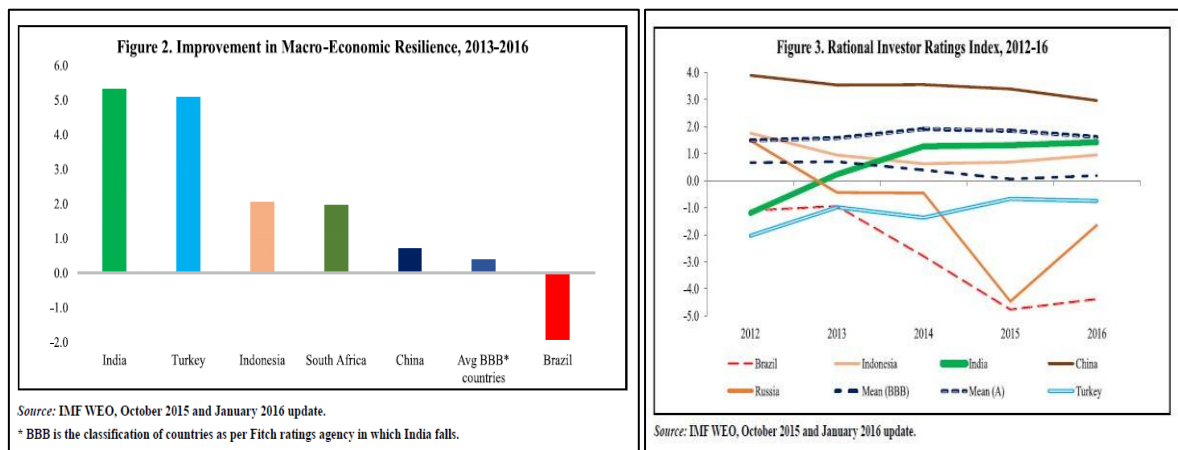 Figure 2. Improvement in Macro-Economic Resilience, 2013-2016
6.0
5.0
4.0
3.0
2.0
1.0
0.0
-1.0
-2.0
India Turkey Indonesia South Africa China Avg BBB* Brazil
countries
Source: IMF WEO, October 2015 and January 2016 update.
* BBB is the classification of countries as per Fitch ratings agency in which India falls.
Figure 3. Rational Investor Ratings Index, 2012-16
4.0
3.0
2.0
1.0
0.0
-1.0
-2.0
-3.0
-4.0
-5.0
2012 2013 2014 2015 2016
Brazil Indonesia India China
Russia Mean (BBB) Mean (A) Turkey
Source: IMF WEO, October 2015 and January 2016 update.